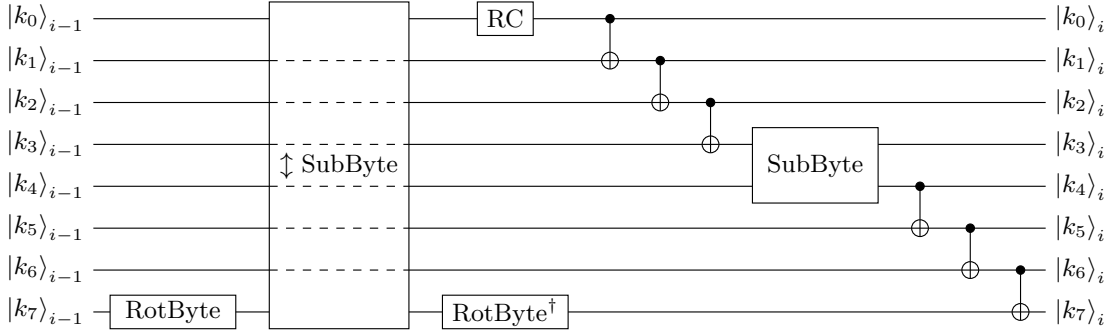 |k₀⟩ᵢ₋₁ RC |k₀⟩ᵢ
|k₁⟩ᵢ₋₁ |k₁⟩ᵢ
|k₂⟩ᵢ₋₁ |k₂⟩ᵢ
|k₃⟩ᵢ₋₁ |k₃⟩ᵢ
↕ SubByte SubByte
|k₄⟩ᵢ₋₁ |k₄⟩ᵢ
|k₅⟩ᵢ₋₁ |k₅⟩ᵢ
|k₆⟩ᵢ₋₁ |k₆⟩ᵢ
|k₇⟩ᵢ₋₁ RotByte RotByte† |k₇⟩ᵢ